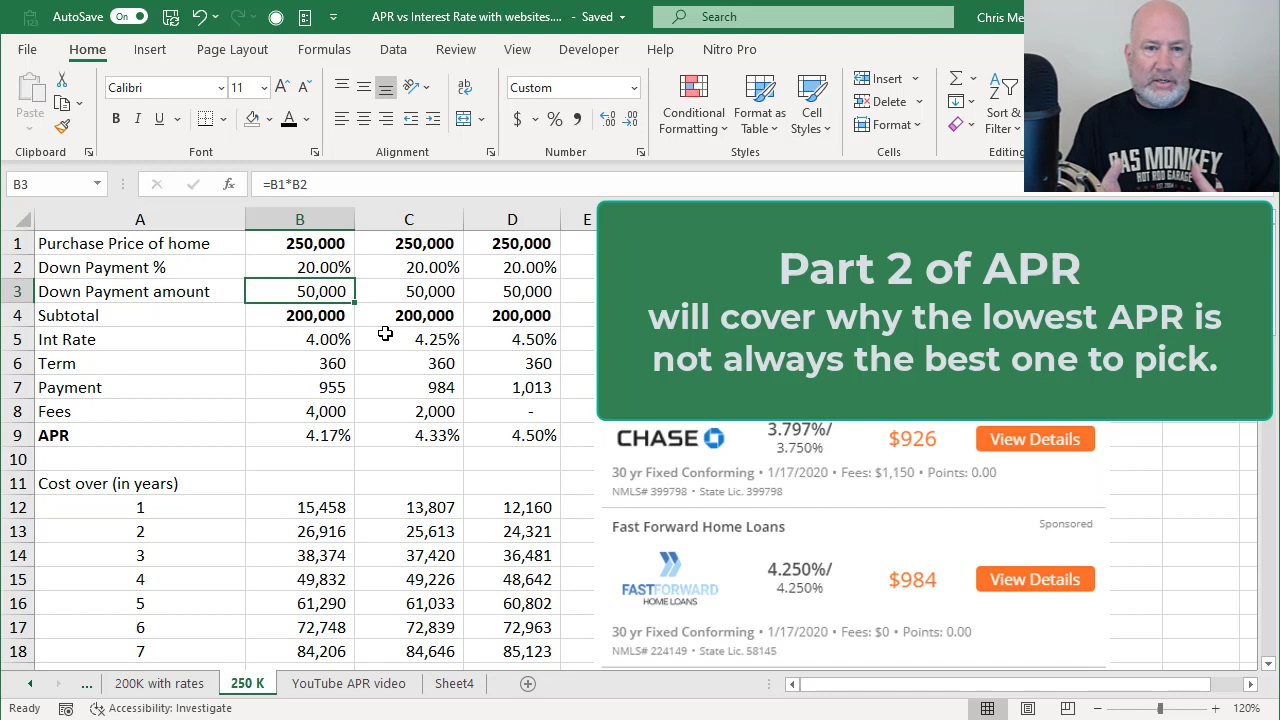 AutoSave On APR vs Interest Rate with websites.... - Saved Search Chris Me
File Home Insert Page Layout Formulas Data Review View Developer Help Nitro Pro
Paste Calibri 11 Custom Conditional Formatting Format as Table Cell Styles Insert Delete Format Sort & Filter
B I U A $ % ,
Clipboard Font Alignment Number Styles Cells Editing
GAS MONKEY
HOT ROD GARAGE
B3 fx =B1*B2
A B C D E
1 Purchase Price of home 250,000 250,000 250,000
2 Down Payment % 20.00% 20.00% 20.00%
3 Down Payment amount 50,000 50,000 50,000
4 Subtotal 200,000 200,000 200,000
5 Int Rate 4.00% 4.25% 4.50%
6 Term 360 360 360
7 Payment 955 984 1,013
8 Fees 4,000 2,000 -
9 APR 4.17% 4.33% 4.50%
10
11 Cost over (in years)
12 1 15,458 13,807 12,160
13 2 26,916 25,613 24,321
14 3 38,374 37,420 36,481
15 4 49,832 49,226 48,642
16 5 61,290 61,033 60,802
17 6 72,748 72,839 72,963
18 7 84,206 84,646 85,123
Part 2 of APR
will cover why the lowest APR is
not always the best one to pick.
CHASE 3.797%/ 3.750% $926 View Details
30 yr Fixed Conforming • 1/17/2020 • Fees: $1,150 • Points: 0.00
NMLS# 399798 • State Lic. 399798
Fast Forward Home Loans Sponsored
FASTFORWARD HOME LOANS 4.250%/ 4.250% $984 View Details
30 yr Fixed Conforming • 1/17/2020 • Fees: $0 • Points: 0.00
NMLS# 224149 • State Lic. 58145
... 200K with rates 250 K YouTube APR video Sheet4
Ready Accessibility: Investigate 120%